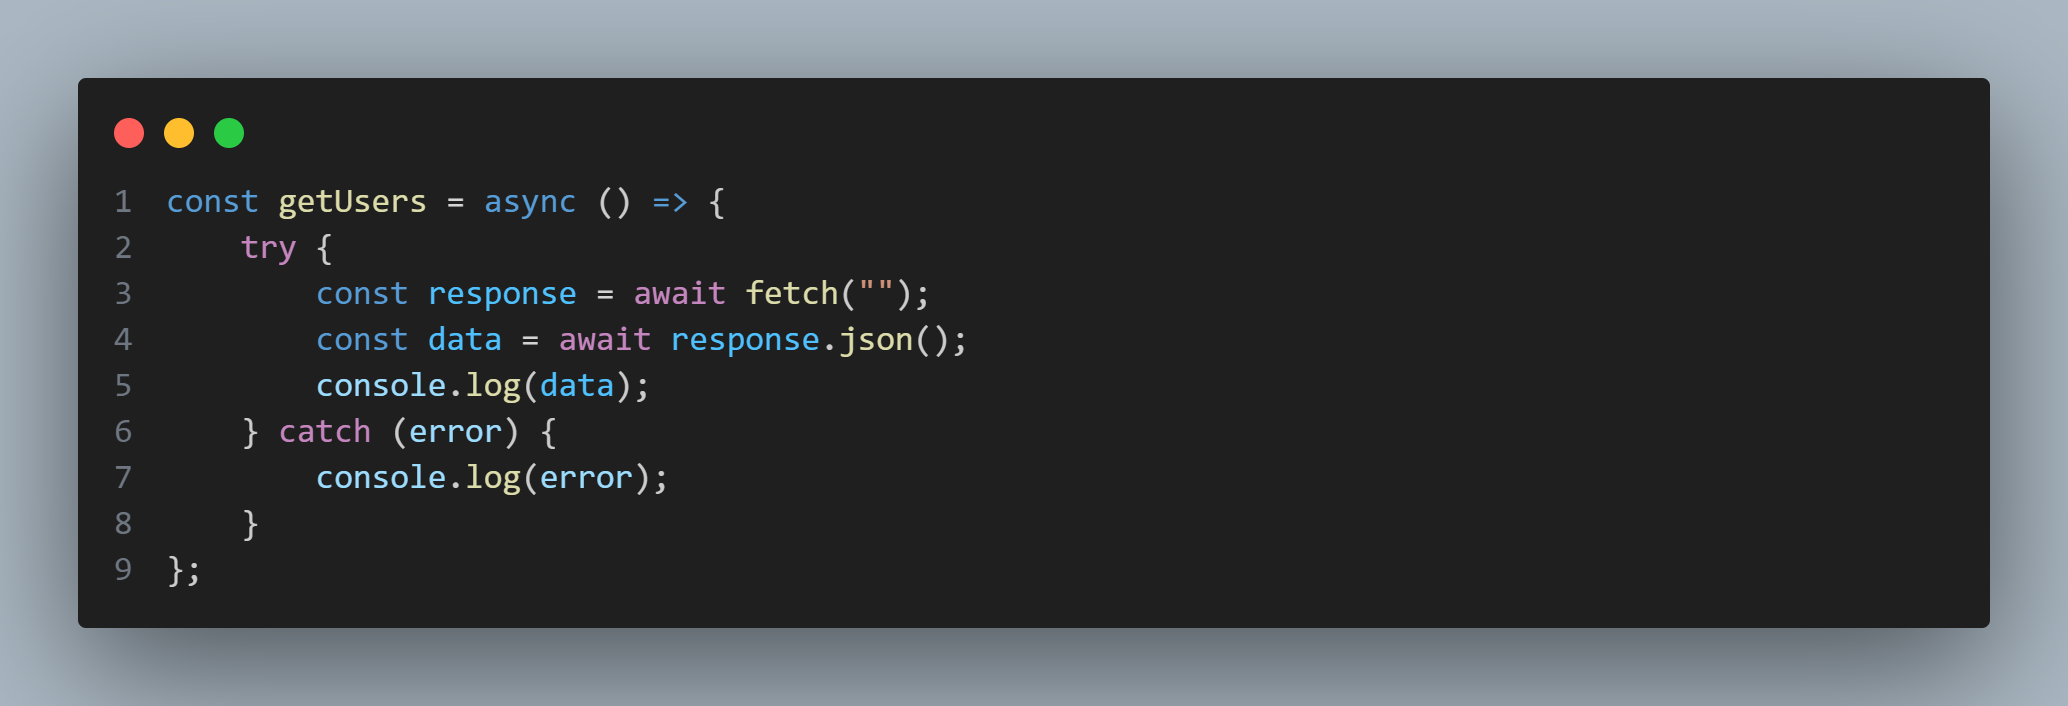 1 const getUsers = async () => {
2     try {
3         const response = await fetch("");
4         const data = await response.json();
5         console.log(data);
6     } catch (error) {
7         console.log(error);
8     }
9 };